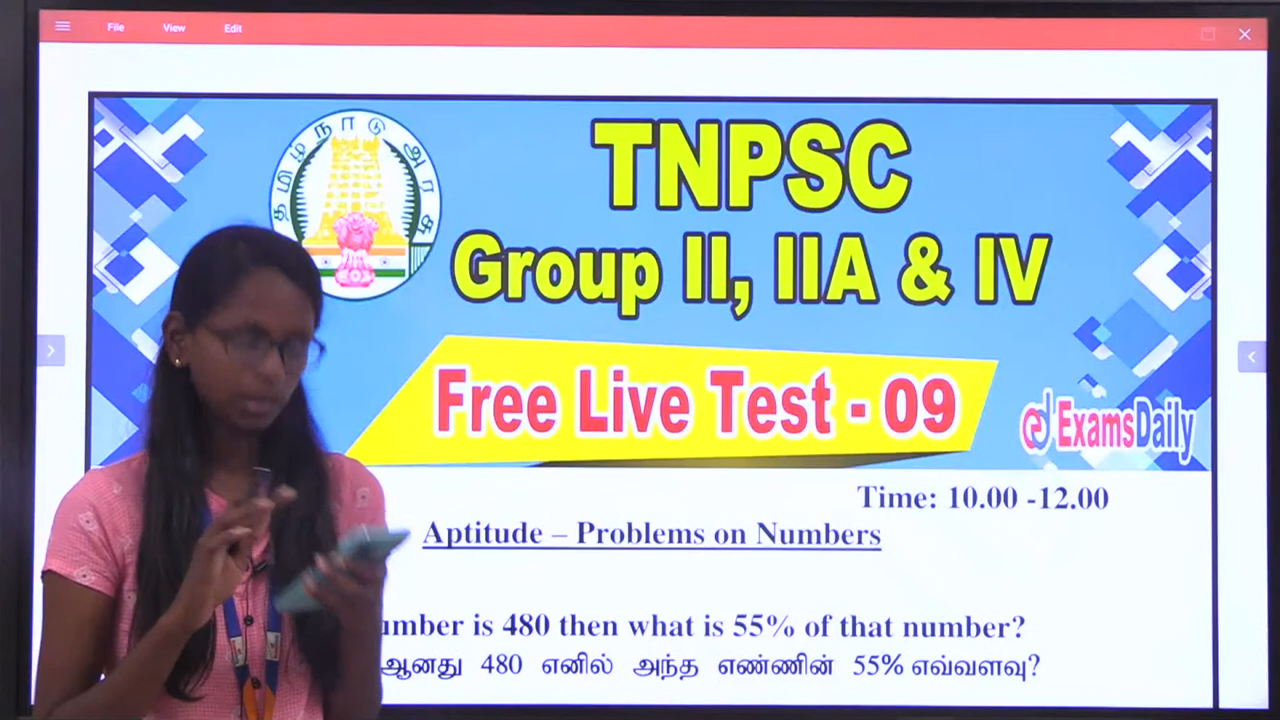 File View Edit
தமிழ்நாடு அரசு
TNPSC
Group II, IIA & IV
Free Live Test - 09
ExamsDaily
Time: 10.00 -12.00
Aptitude – Problems on Numbers
is 480 then what is 55% of that number?
ஆனது 480 எனில் அந்த எண்ணின் 55% எவ்வளவு?